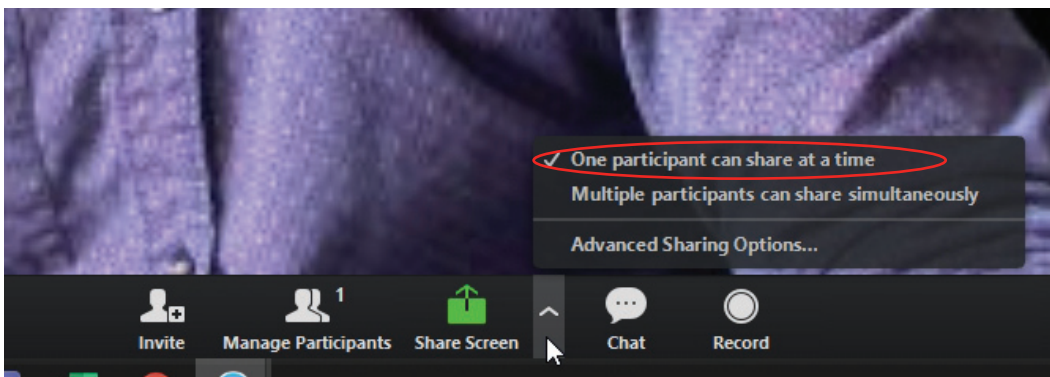 One participant can share at a time
Multiple participants can share simultaneously
Advanced Sharing Options...
1
Invite
Manage Participants
Share Screen
Chat
Record